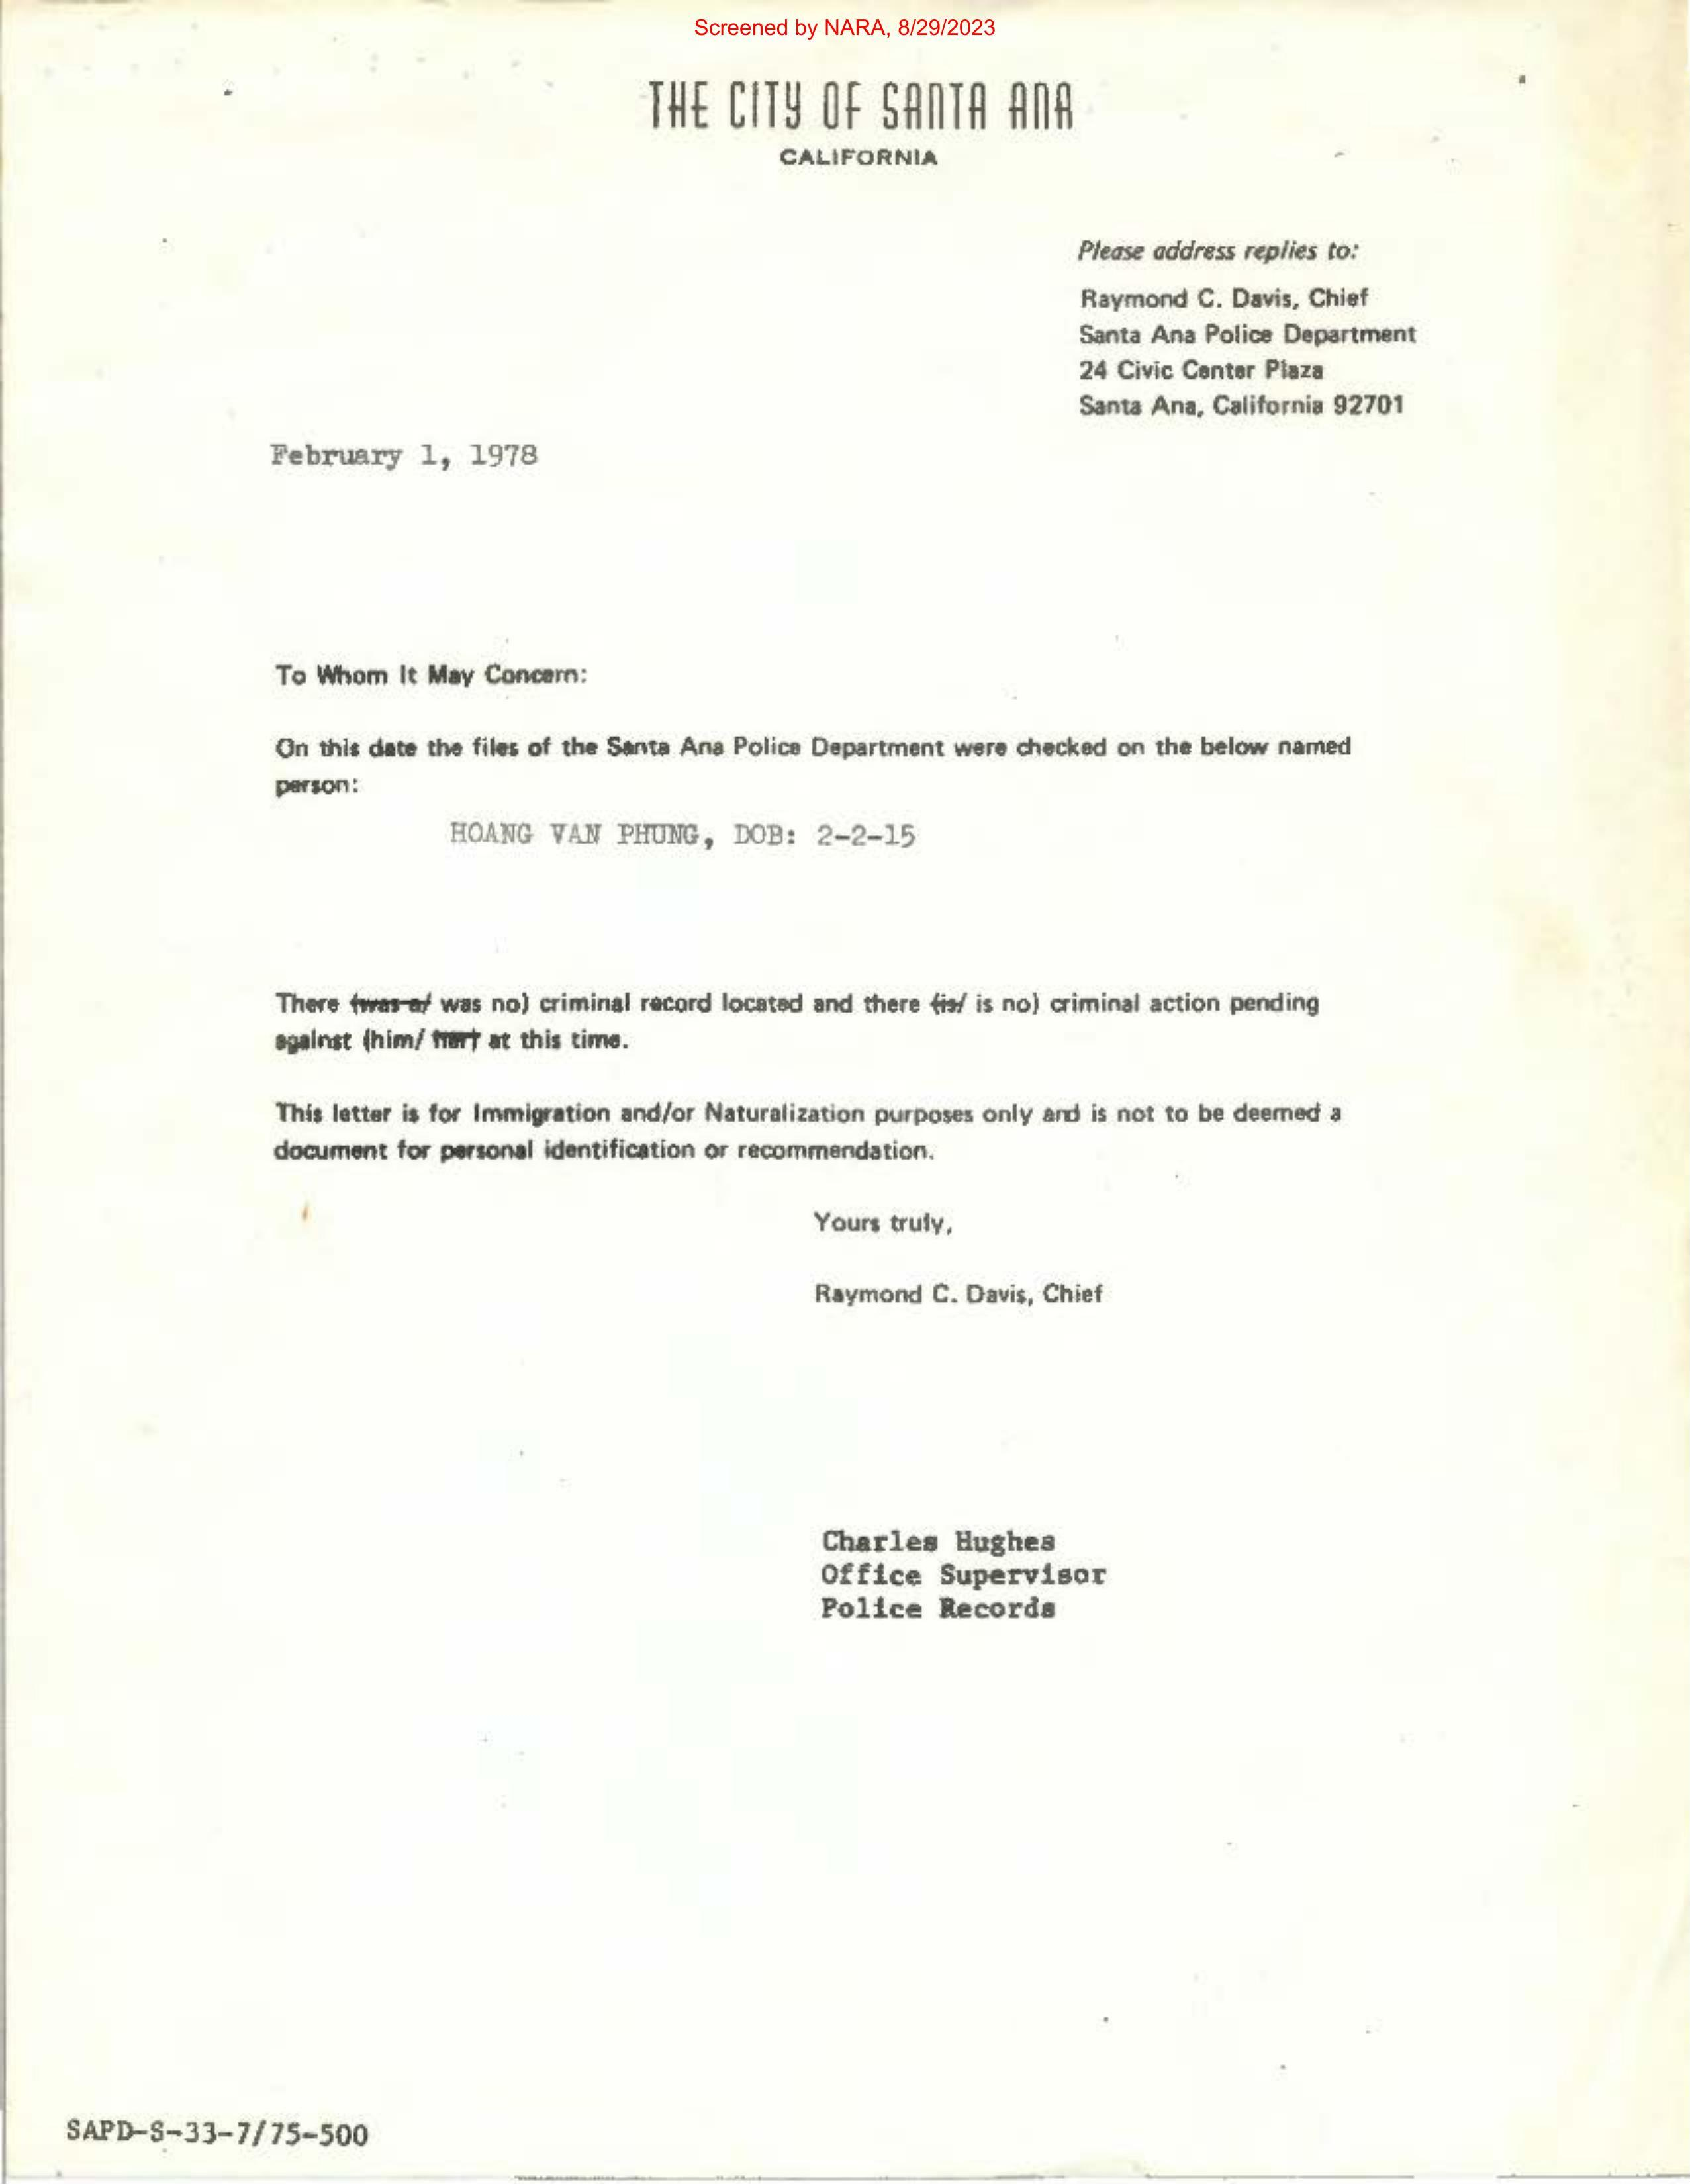 Screened by NARA, 8/29/2023
THE CITY OF SANTA ANA
CALIFORNIA
Please address replies to:
Raymond C. Davis, Chief
Santa Ana Police Department
24 Civic Center Plaza
Santa Ana, California 92701
February 1, 1978
To Whom It May Concern:
On this date the files of the Santa Ana Police Department were checked on the below named
person:
HOANG VAN PHUNG, DOB: 2-2-15
There (was a/ was no) criminal record located and there (is/ is no) criminal action pending
against (him/ her) at this time.
This letter is for Immigration and/or Naturalization purposes only and is not to be deemed a
document for personal identification or recommendation.
Yours truly,
Raymond C. Davis, Chief
Charles Hughes
Office Supervisor
Police Records
SAPD-S-33-7/75-500